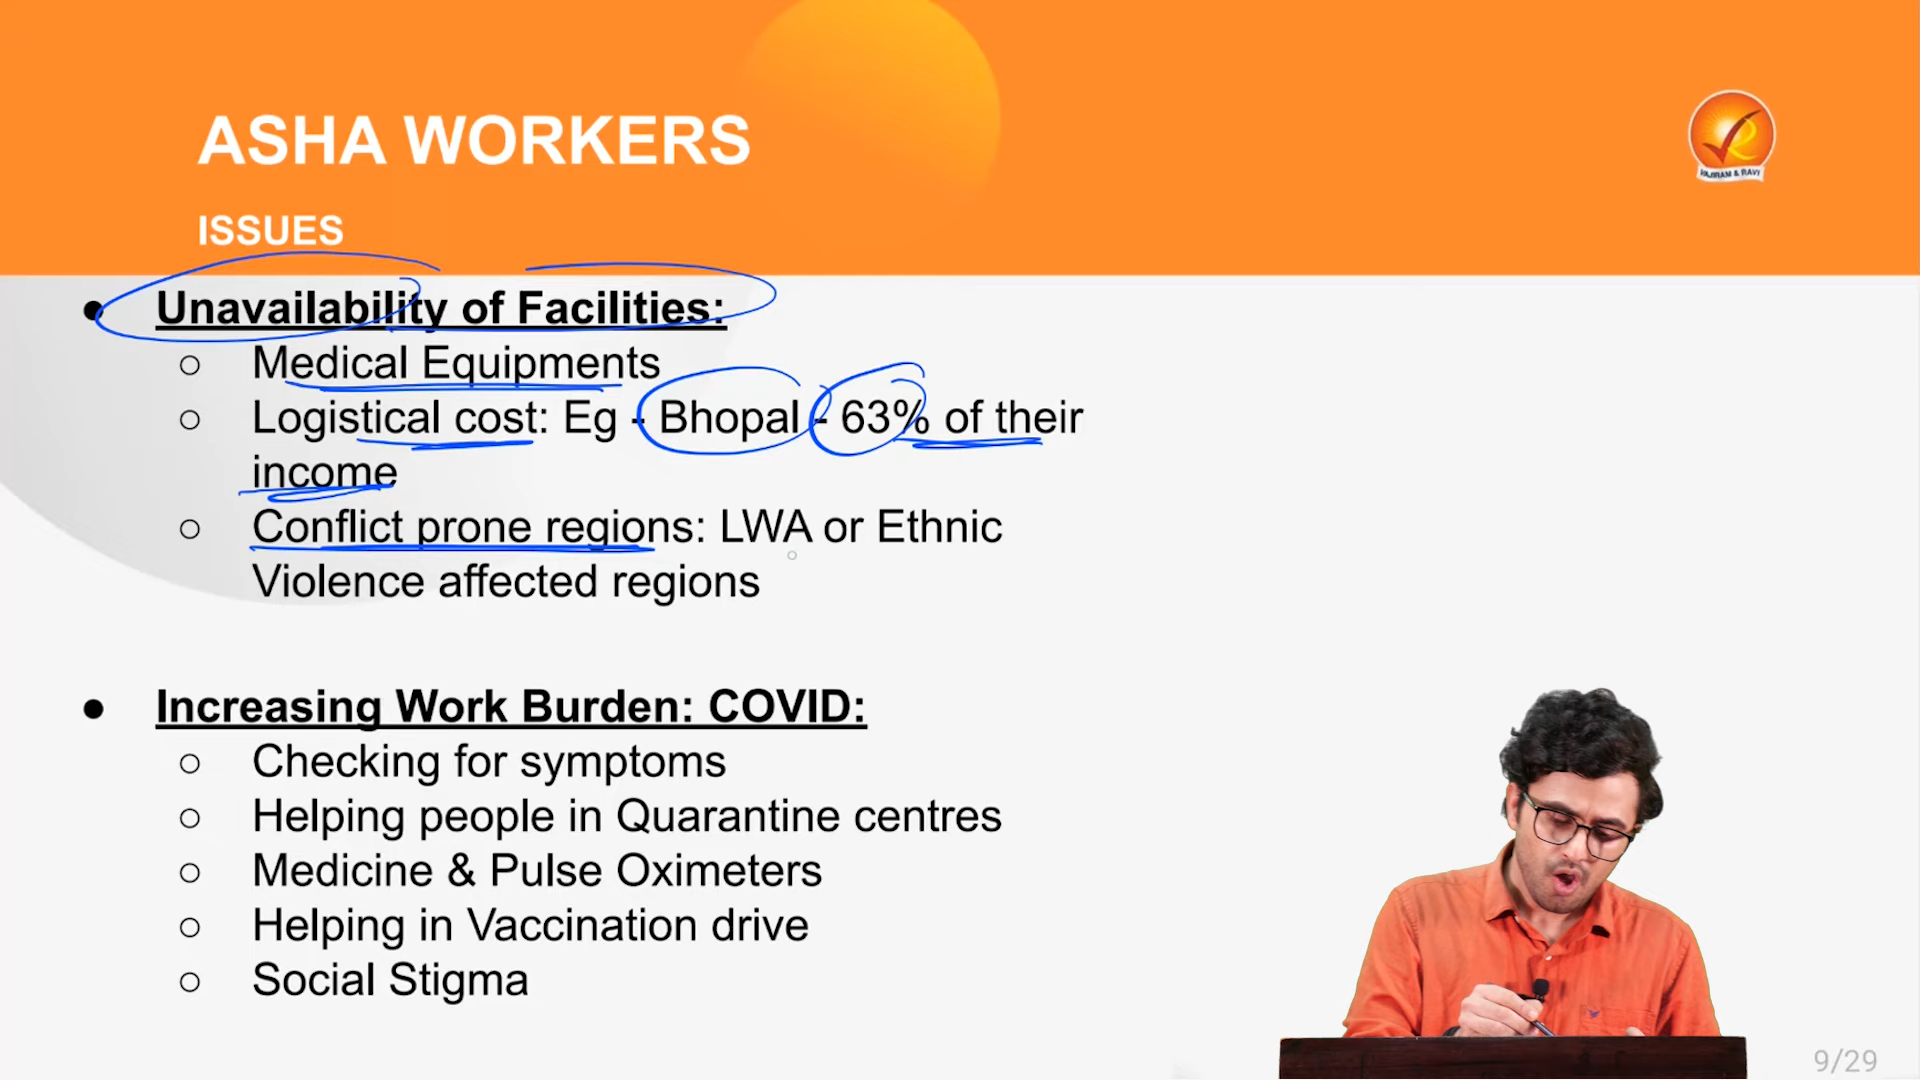 ASHA WORKERS
VAJIRAM & RAVI
ISSUES
● Unavailability of Facilities:
○ Medical Equipments
○ Logistical cost: Eg - Bhopal - 63% of their
income
○ Conflict prone regions: LWA or Ethnic
Violence affected regions
● Increasing Work Burden: COVID:
○ Checking for symptoms
○ Helping people in Quarantine centres
○ Medicine & Pulse Oximeters
○ Helping in Vaccination drive
○ Social Stigma
9/29